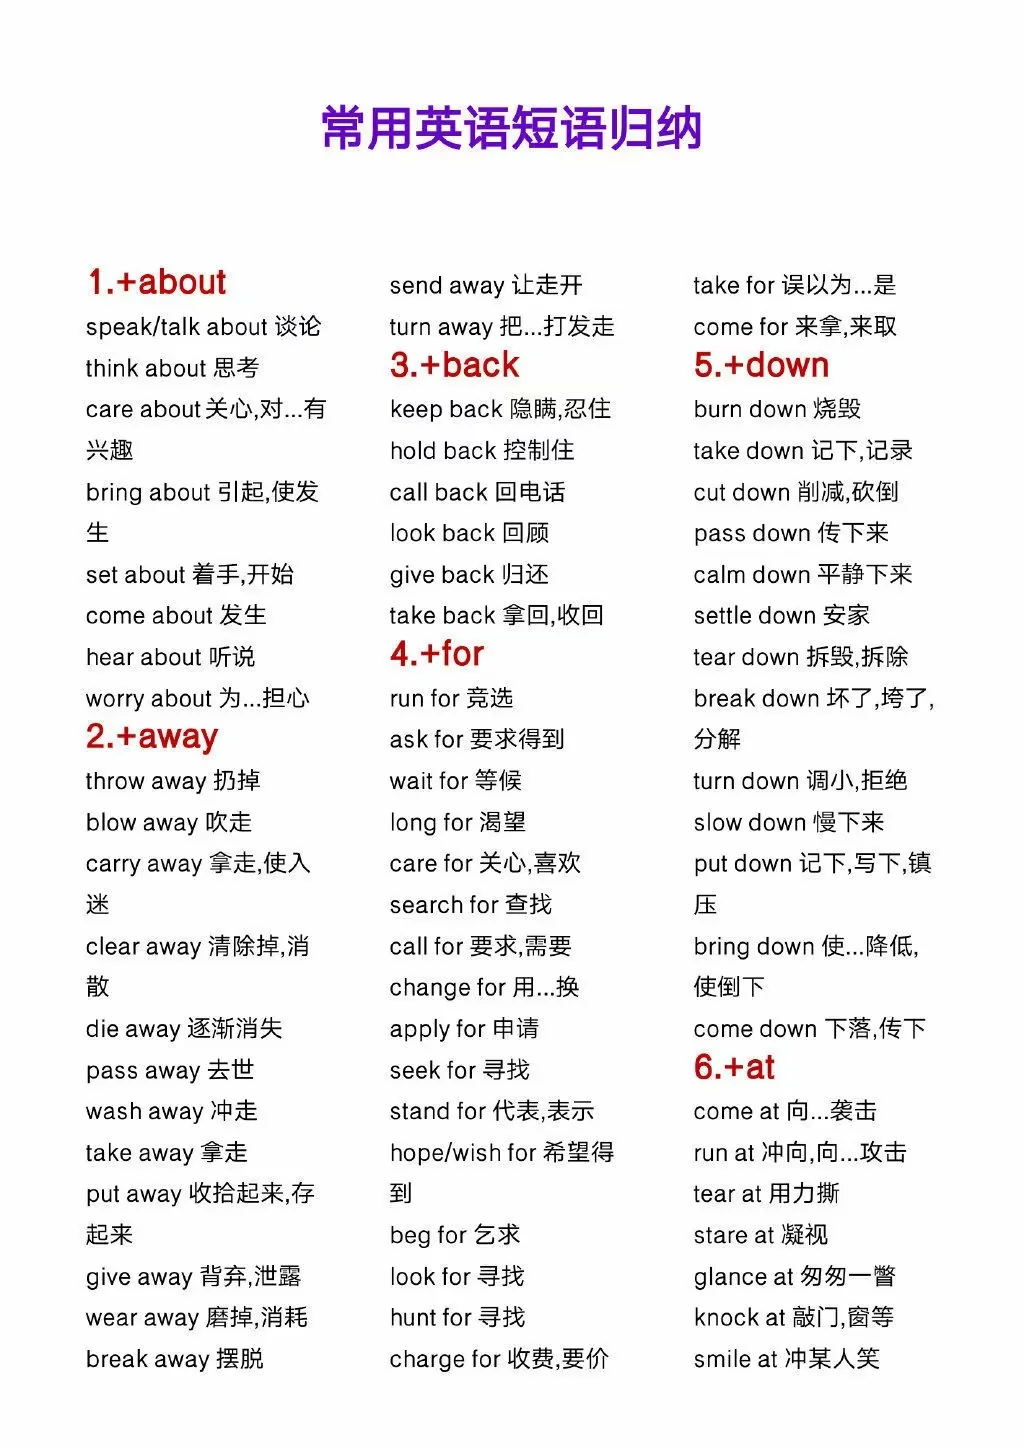 常用英语短语归纳
1.+about
speak/talk about 谈论
think about 思考
care about关心,对...有
兴趣
bring about 引起,使发
生
set about 着手,开始
come about 发生
hear about 听说
worry about 为...担心
2.+away
throw away 扔掉
blow away 吹走
carry away 拿走,使入
迷
clear away 清除掉,消
散
die away 逐渐消失
pass away 去世
wash away 冲走
take away 拿走
put away 收拾起来,存
起来
give away 背弃,泄露
wear away 磨掉,消耗
break away 摆脱
send away 让走开
turn away 把...打发走
3.+back
keep back 隐瞒,忍住
hold back 控制住
call back 回电话
look back 回顾
give back 归还
take back 拿回,收回
4.+for
run for 竞选
ask for 要求得到
wait for 等候
long for 渴望
care for 关心,喜欢
search for 查找
call for 要求,需要
change for 用...换
apply for 申请
seek for 寻找
stand for 代表,表示
hope/wish for 希望得
到
beg for 乞求
look for 寻找
hunt for 寻找
charge for 收费,要价
take for 误以为...是
come for 来拿,来取
5.+down
burn down 烧毁
take down 记下,记录
cut down 削减,砍倒
pass down 传下来
calm down 平静下来
settle down 安家
tear down 拆毁,拆除
break down 坏了,垮了,
分解
turn down 调小,拒绝
slow down 慢下来
put down 记下,写下,镇
压
bring down 使...降低,
使倒下
come down 下落,传下
6.+at
come at 向...袭击
run at 冲向,向...攻击
tear at 用力撕
stare at 凝视
glance at 匆匆一瞥
knock at 敲门,窗等
smile at 冲某人笑